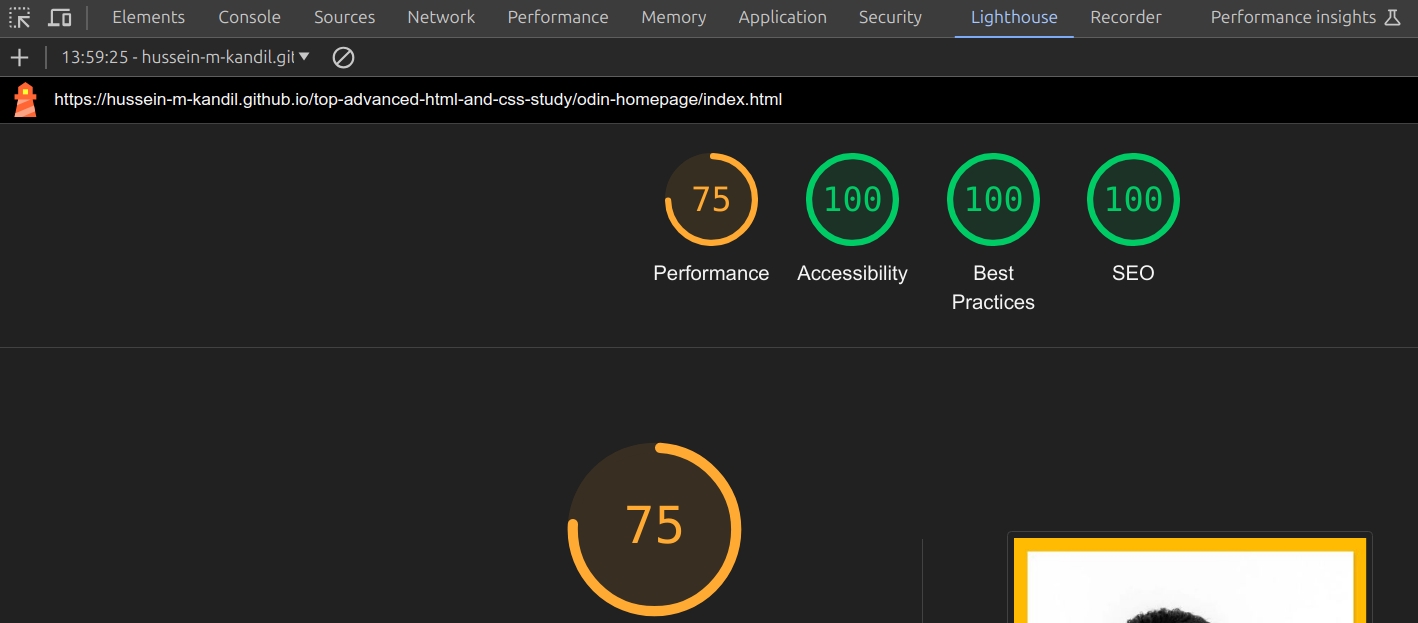 Elements Console Sources Network Performance Memory Application Security Lighthouse Recorder Performance insights
13:59:25 - hussein-m-kandil.git
https://hussein-m-kandil.github.io/top-advanced-html-and-css-study/odin-homepage/index.html
75 100 100 100
Performance Accessibility Best Practices SEO
75